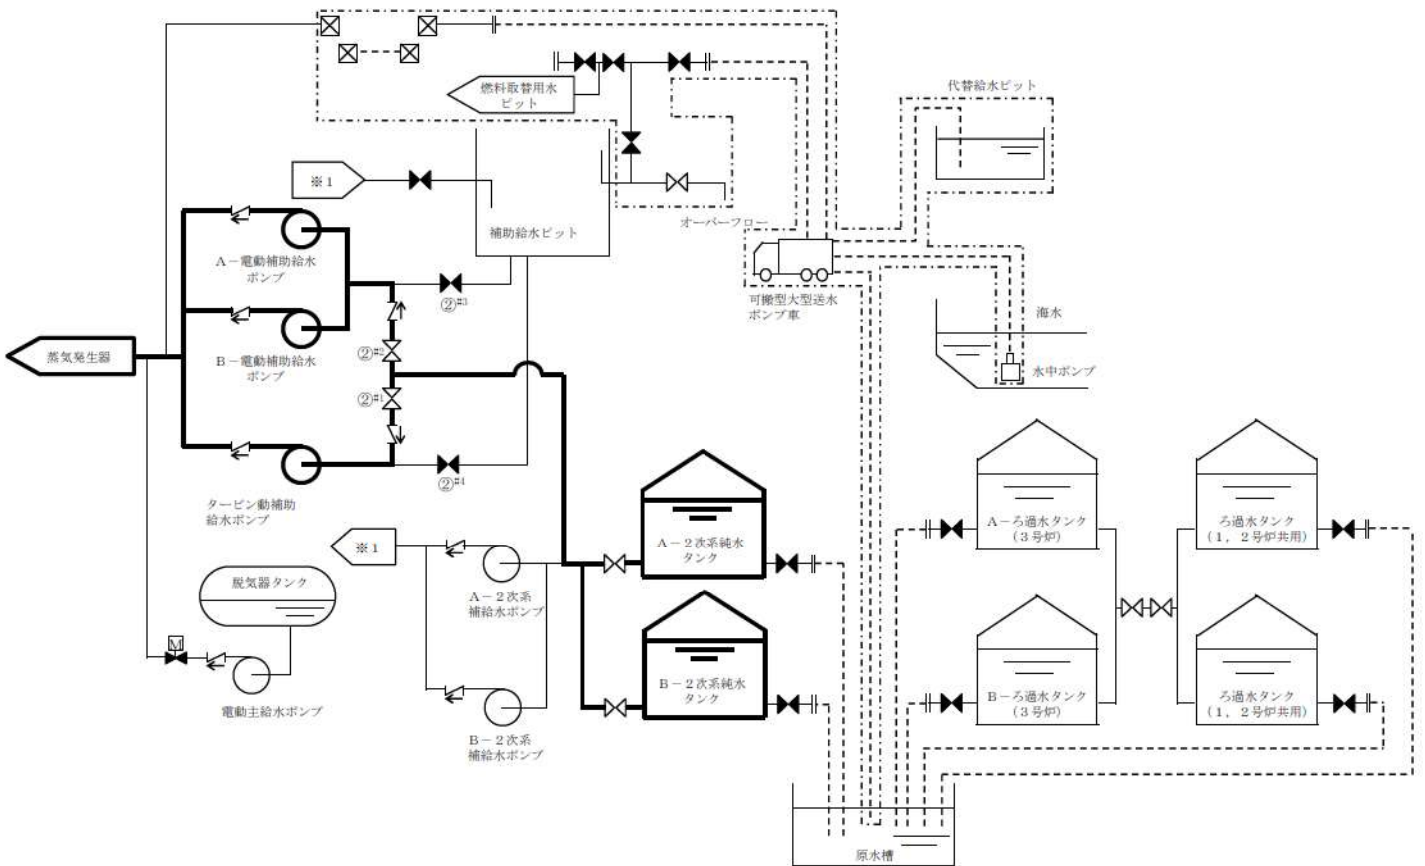 燃料取替用水
ピット
代替給水ピット
※1
補助給水ピット
オーバーフロー
A-電動補助給水
ポンプ
②#3
可搬型大型送水
ポンプ車
海水
②#2
蒸気発生器
B-電動補助給水
ポンプ
水中ポンプ
②#1
②#4
タービン動補助
給水ポンプ
※1
A-2次系純水
タンク
A-ろ過水タンク
(3号炉)
ろ過水タンク
(1,2号炉共用)
脱気器タンク
A-2次系
補給水ポンプ
M
B-2次系純水
タンク
B-ろ過水タンク
(3号炉)
ろ過水タンク
(1,2号炉共用)
電動主給水ポンプ
B-2次系
補給水ポンプ
原水槽